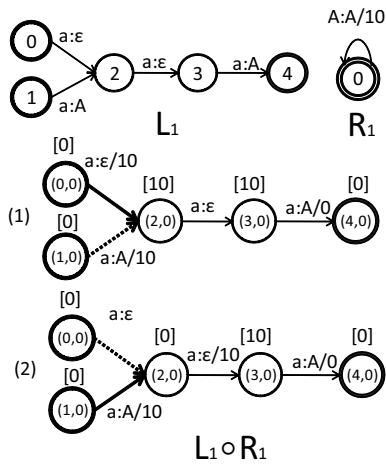 A:A/10
0 a:ε
2 a:ε 3 a:A 4 0
1 a:A
L1 R1
[0]
a:ε/10
(0,0) [10] [10] [0]
(1) [0] a:ε a:A/0
(2,0) (3,0) (4,0)
(1,0)
a:A/10
[0] a:ε
(0,0) [0] [10] [0]
(2) [0] a:ε/10 a:A/0
(2,0) (3,0) (4,0)
(1,0)
a:A/10
L1 ∘ R1